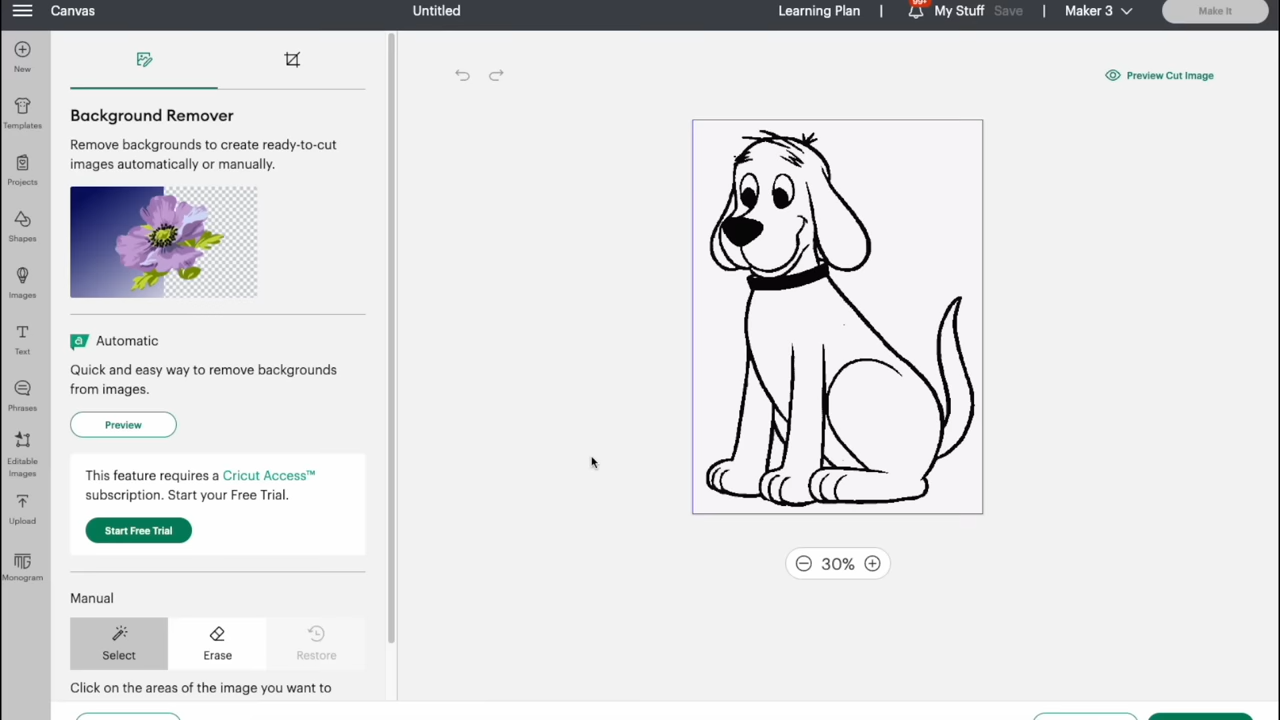 Canvas
Untitled
Learning Plan
|
99+
My Stuff
Save
|
Maker 3
Make It
New
Templates
Projects
Shapes
Images
Text
Phrases
Editable
Images
Upload
Monogram
Background Remover
Remove backgrounds to create ready-to-cut
images automatically or manually.
a
Automatic
Quick and easy way to remove backgrounds
from images.
Preview
This feature requires a Cricut Access™
subscription. Start your Free Trial.
Start Free Trial
Manual
Select
Erase
Restore
Click on the areas of the image you want to
Preview Cut Image
30%